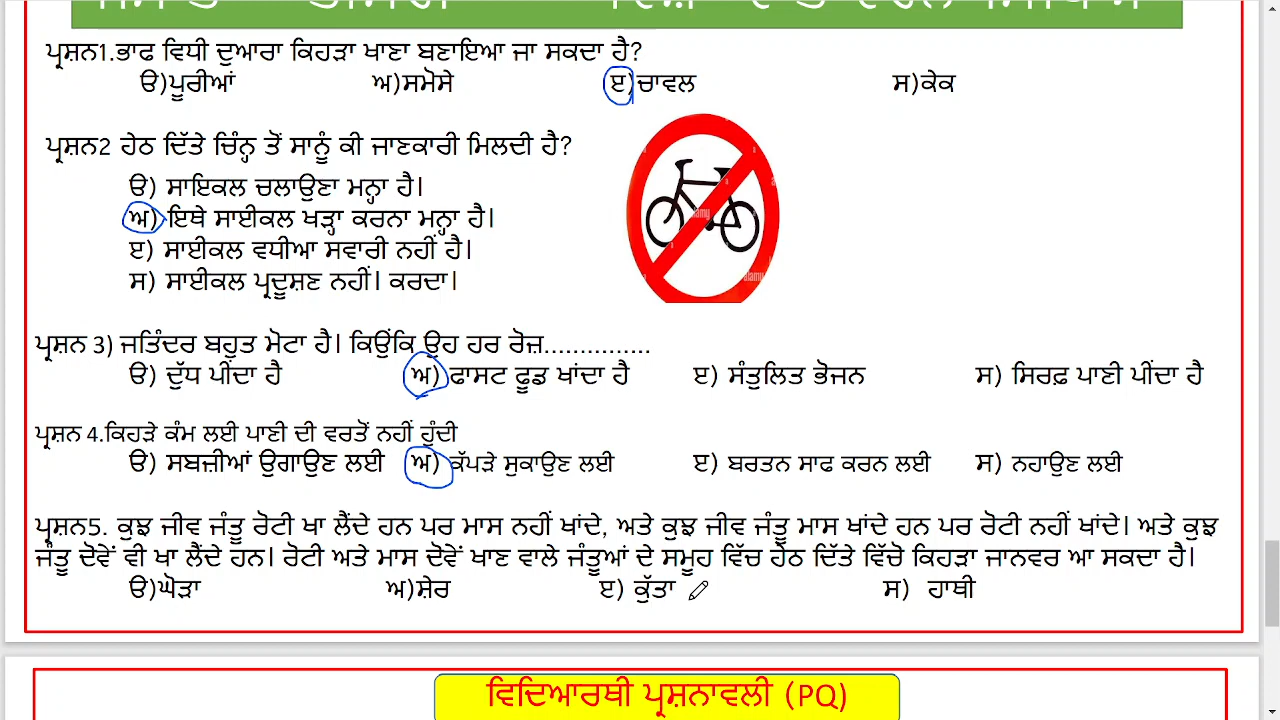 ਪ੍ਰਸ਼ਨ1.ਭਾਫ ਵਿਧੀ ਦੁਆਰਾ ਕਿਹੜਾ ਖਾਣਾ ਬਣਾਇਆ ਜਾ ਸਕਦਾ ਹੈ?
ੳ)ਪੂਰੀਆਂ ਅ)ਸਮੋਸੇ ੲ)ਚਾਵਲ ਸ)ਕੇਕ
ਪ੍ਰਸ਼ਨ2 ਹੇਠ ਦਿੱਤੇ ਚਿੰਨ੍ਹ ਤੋਂ ਸਾਨੂੰ ਕੀ ਜਾਣਕਾਰੀ ਮਿਲਦੀ ਹੈ?
ੳ) ਸਾਇਕਲ ਚਲਾਉਣਾ ਮਨ੍ਹਾ ਹੈ।
ਅ) ਇਥੇ ਸਾਈਕਲ ਖੜ੍ਹਾ ਕਰਨਾ ਮਨ੍ਹਾ ਹੈ।
ੲ) ਸਾਈਕਲ ਵਧੀਆ ਸਵਾਰੀ ਨਹੀਂ ਹੈ।
ਸ) ਸਾਈਕਲ ਪ੍ਰਦੂਸ਼ਣ ਨਹੀਂ। ਕਰਦਾ।
alamy
alamy
ਪ੍ਰਸ਼ਨ 3) ਜਤਿੰਦਰ ਬਹੁਤ ਮੋਟਾ ਹੈ। ਕਿਉਂਕਿ ਉਹ ਹਰ ਰੋਜ਼...............
ੳ) ਦੁੱਧ ਪੀਂਦਾ ਹੈ ਅ) ਫਾਸਟ ਫੂਡ ਖਾਂਦਾ ਹੈ ੲ) ਸੰਤੁਲਿਤ ਭੋਜਨ ਸ) ਸਿਰਫ਼ ਪਾਣੀ ਪੀਂਦਾ ਹੈ
ਪ੍ਰਸ਼ਨ 4.ਕਿਹੜੇ ਕੰਮ ਲਈ ਪਾਣੀ ਦੀ ਵਰਤੋਂ ਨਹੀਂ ਹੁੰਦੀ
ੳ) ਸਬਜ਼ੀਆਂ ਉਗਾਉਣ ਲਈ ਅ) ਕੱਪੜੇ ਸੁਕਾਉਣ ਲਈ ੲ) ਬਰਤਨ ਸਾਫ ਕਰਨ ਲਈ ਸ) ਨਹਾਉਣ ਲਈ
ਪ੍ਰਸ਼ਨ5. ਕੁਝ ਜੀਵ ਜੰਤੂ ਰੋਟੀ ਖਾ ਲੈਂਦੇ ਹਨ ਪਰ ਮਾਸ ਨਹੀਂ ਖਾਂਦੇ, ਅਤੇ ਕੁਝ ਜੀਵ ਜੰਤੂ ਮਾਸ ਖਾਂਦੇ ਹਨ ਪਰ ਰੋਟੀ ਨਹੀਂ ਖਾਂਦੇ। ਅਤੇ ਕੁਝ
ਜੰਤੂ ਦੋਵੇਂ ਵੀ ਖਾ ਲੈਂਦੇ ਹਨ। ਰੋਟੀ ਅਤੇ ਮਾਸ ਦੋਵੇਂ ਖਾਣ ਵਾਲੇ ਜੰਤੂਆਂ ਦੇ ਸਮੂਹ ਵਿੱਚ ਹੇਠ ਦਿੱਤੇ ਵਿੱਚੋ ਕਿਹੜਾ ਜਾਨਵਰ ਆ ਸਕਦਾ ਹੈ।
ੳ)ਘੋੜਾ ਅ)ਸ਼ੇਰ ੲ) ਕੁੱਤਾ ਸ) ਹਾਥੀ
ਵਿਦਿਆਰਥੀ ਪ੍ਰਸ਼ਨਾਵਲੀ (PQ)